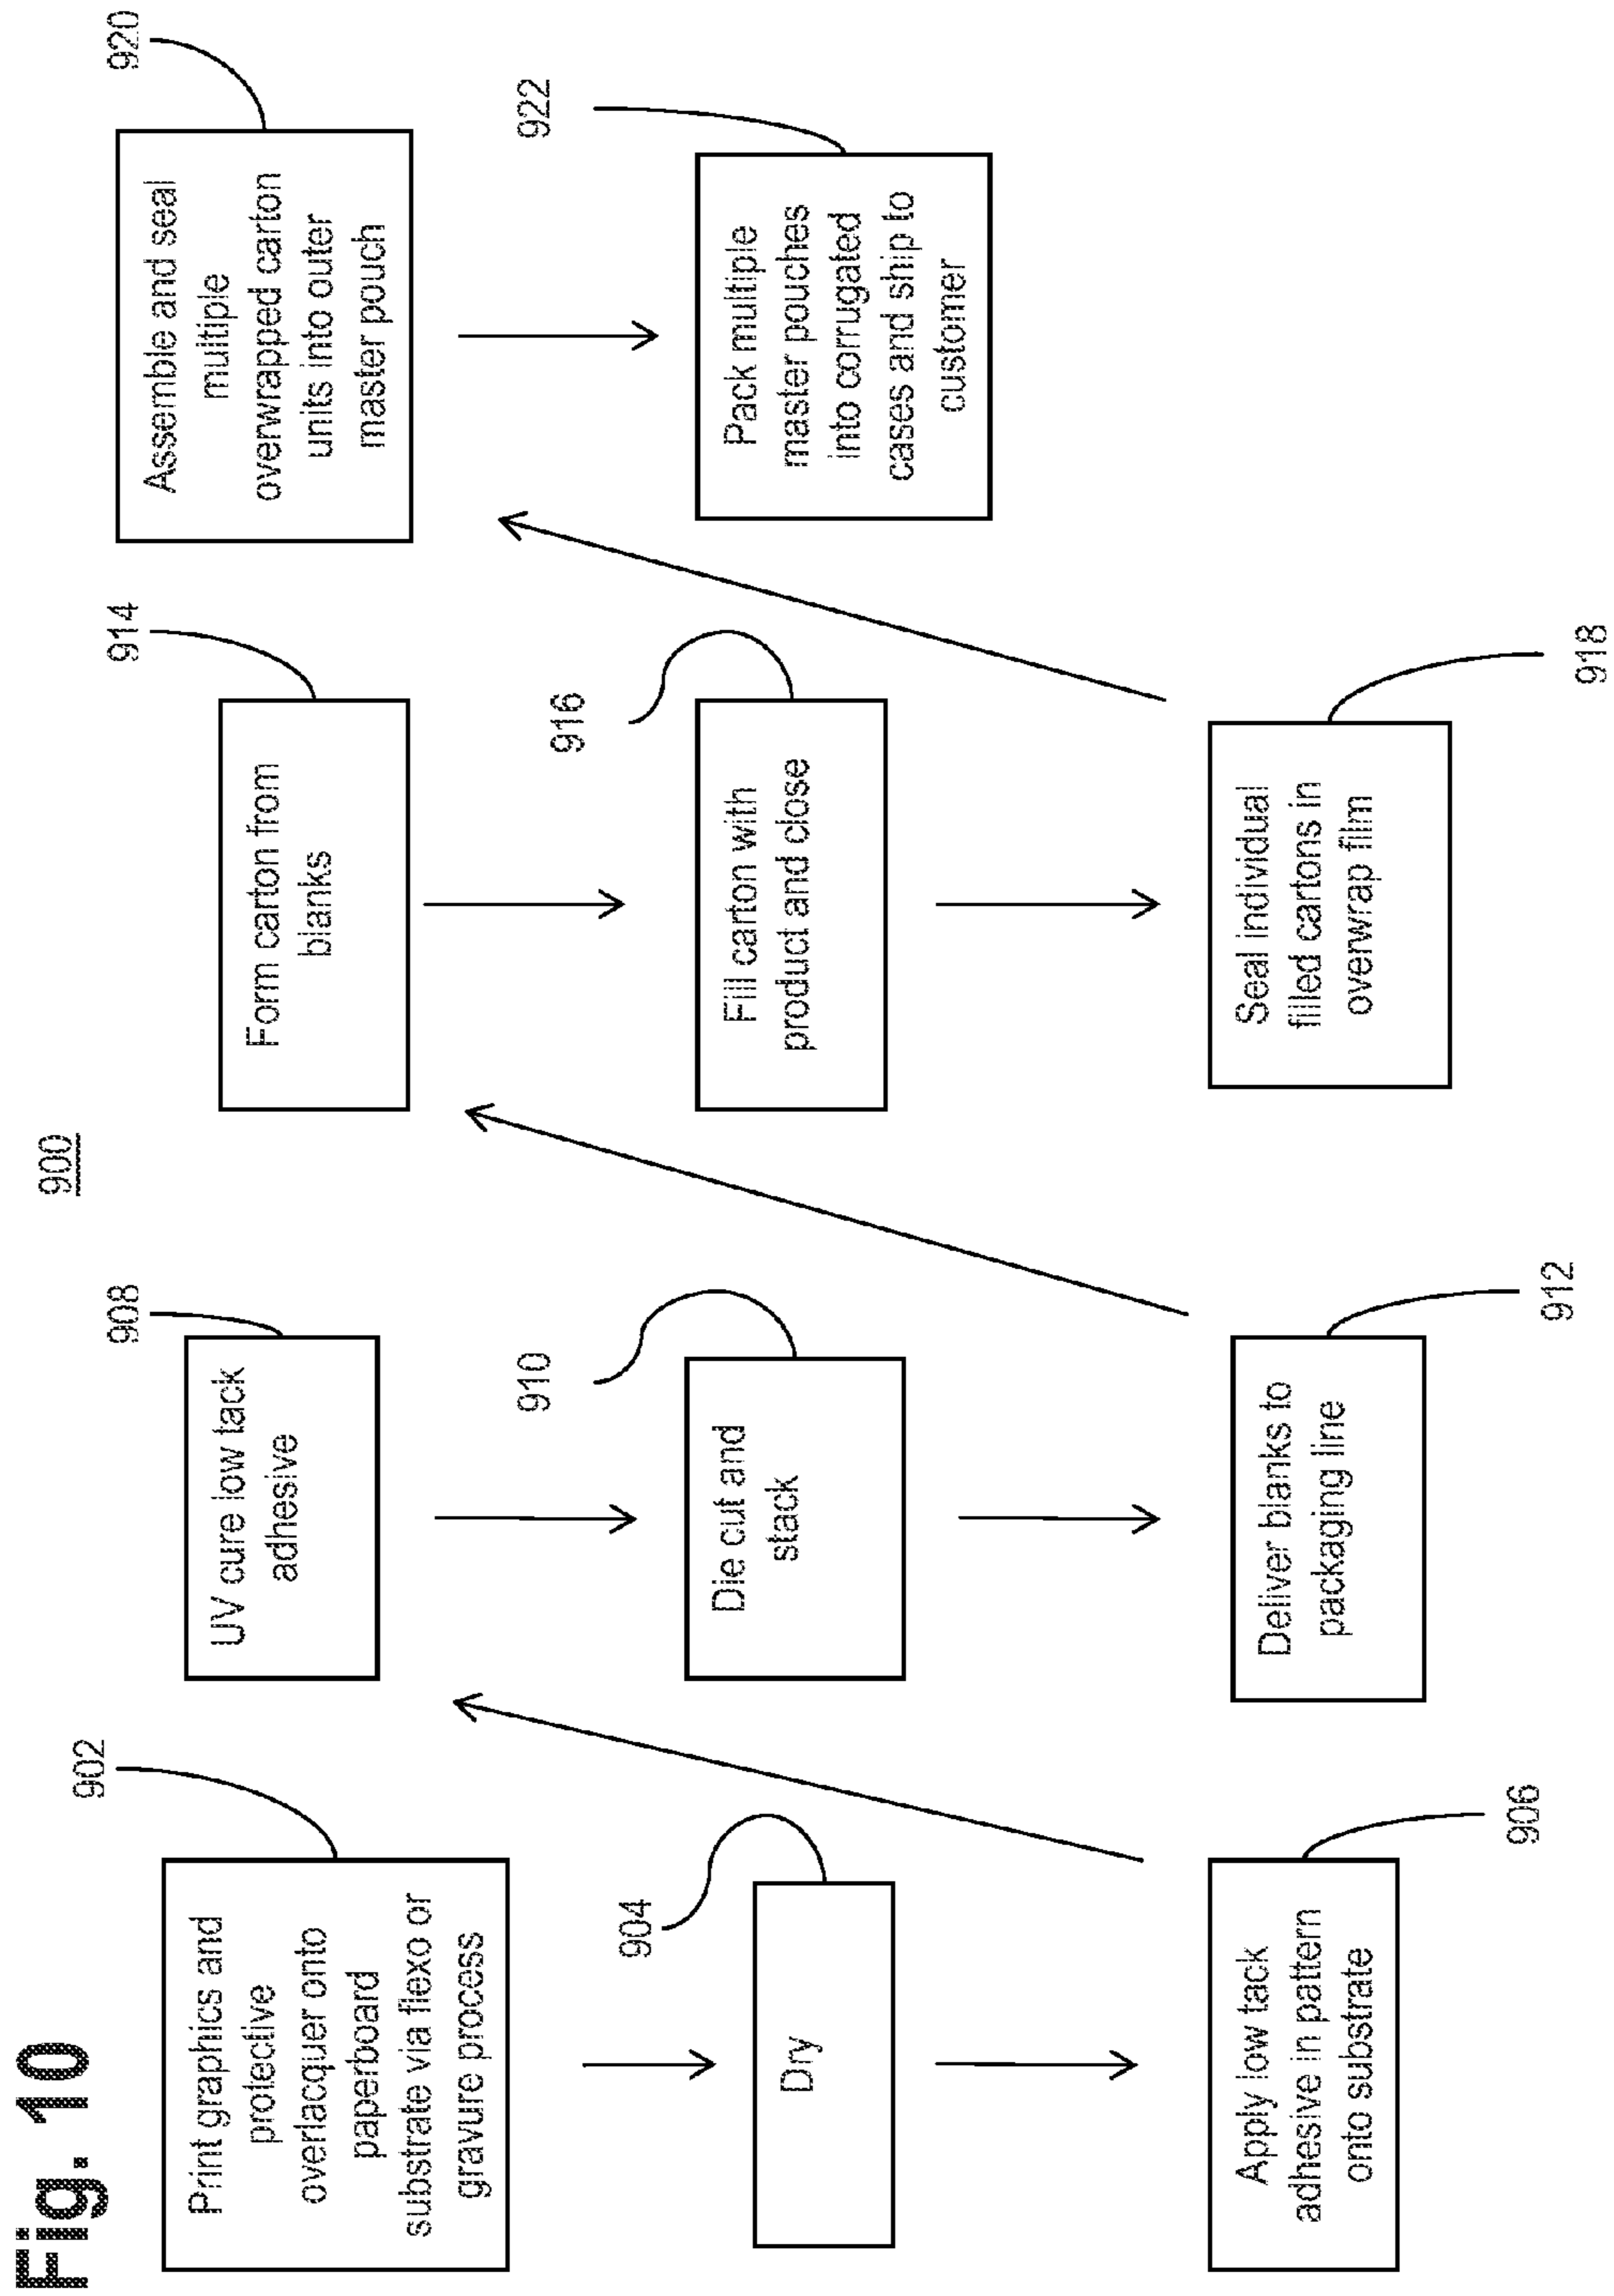 Fig. 10
900
902
Print graphics and
protective
overlacquer onto
paperboard
substrate via flexo or
gravure process
904
Dry
906
Apply low tack
adhesive in pattern
onto substrate
908
UV cure low tack
adhesive
910
Die cut and
stack
912
Deliver blanks to
packaging line
914
Form carton from
blanks
916
Fill carton with
product and close
918
Seal individual
filled cartons in
overwrap film
920
Assemble and seal
multiple
overwrapped carton
units into outer
master pouch
922
Pack multiple
master pouches
into corrugated
cases and ship to
customer